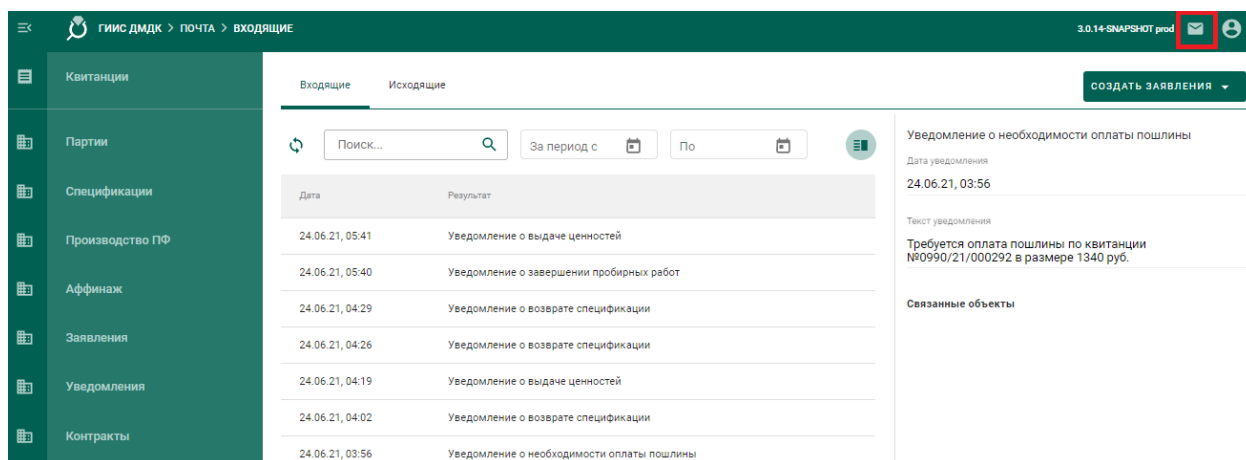 ГИИС ДМДК > ПОЧТА > ВХОДЯЩИЕ
3.0.14-SNAPSHOT prod
Квитанции
Партии
Спецификации
Производство ПФ
Аффинаж
Заявления
Уведомления
Контракты
Входящие Исходящие
СОЗДАТЬ ЗАЯВЛЕНИЯ
Поиск... За период с По
Дата Результат
24.06.21, 05:41 Уведомление о выдаче ценностей
24.06.21, 05:40 Уведомление о завершении пробирных работ
24.06.21, 04:29 Уведомление о возврате спецификации
24.06.21, 04:26 Уведомление о возврате спецификации
24.06.21, 04:19 Уведомление о выдаче ценностей
24.06.21, 04:02 Уведомление о возврате спецификации
24.06.21, 03:56 Уведомление о необходимости оплаты пошлины
Уведомление о необходимости оплаты пошлины
Дата уведомления
24.06.21, 03:56
Текст уведомления
Требуется оплата пошлины по квитанции
№0990/21/000292 в размере 1340 руб.
Связанные объекты